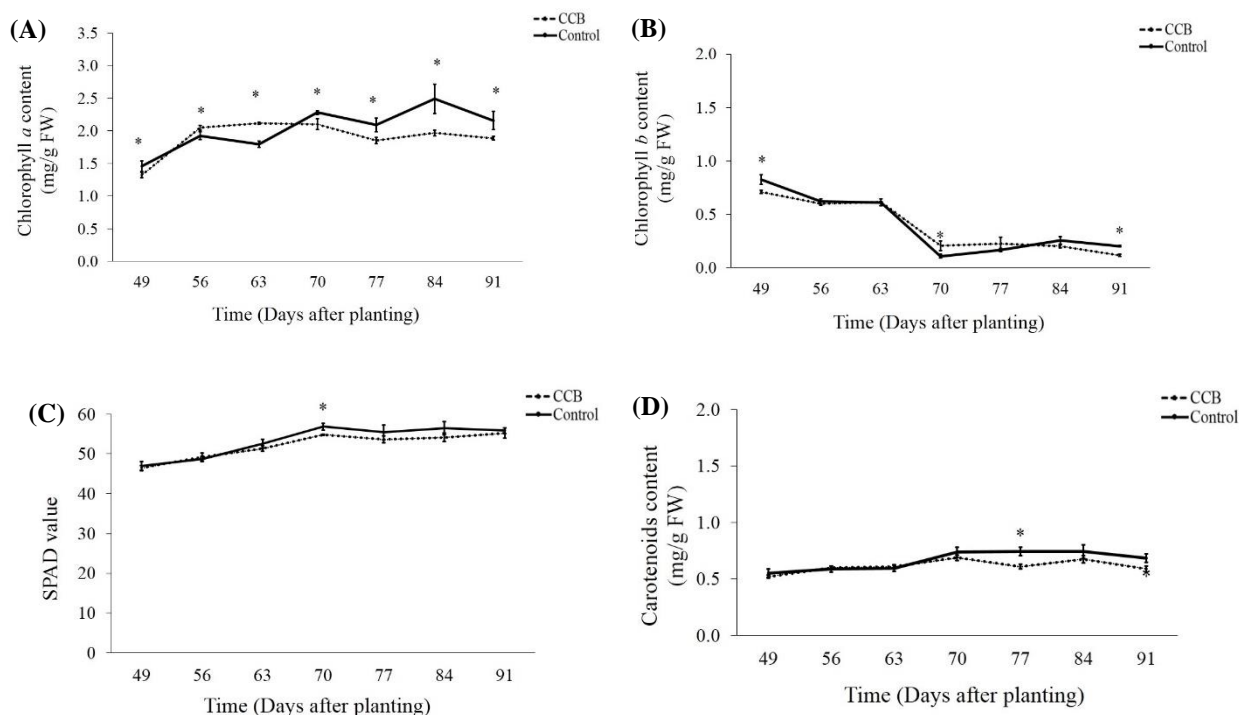 (A)
CCB
Control
Chlorophyll a content
(mg/g FW)
3.5
3.0
2.5
2.0
1.5
1.0
0.5
0.0
* * * * * * *
49 56 63 70 77 84 91
Time (Days after planting)
(B)
CCB
Control
Chlorophyll b content
(mg/g FW)
2.0
1.5
1.0
0.5
0.0
* * *
49 56 63 70 77 84 91
Time (Days after planting)
(C)
CCB
Control
SPAD value
60
50
40
30
20
10
0
*
49 56 63 70 77 84 91
Time (Days after planting)
(D)
CCB
Control
Carotenoids content
(mg/g FW)
2.0
1.5
1.0
0.5
0.0
* *
49 56 63 70 77 84 91
Time (Days after planting)